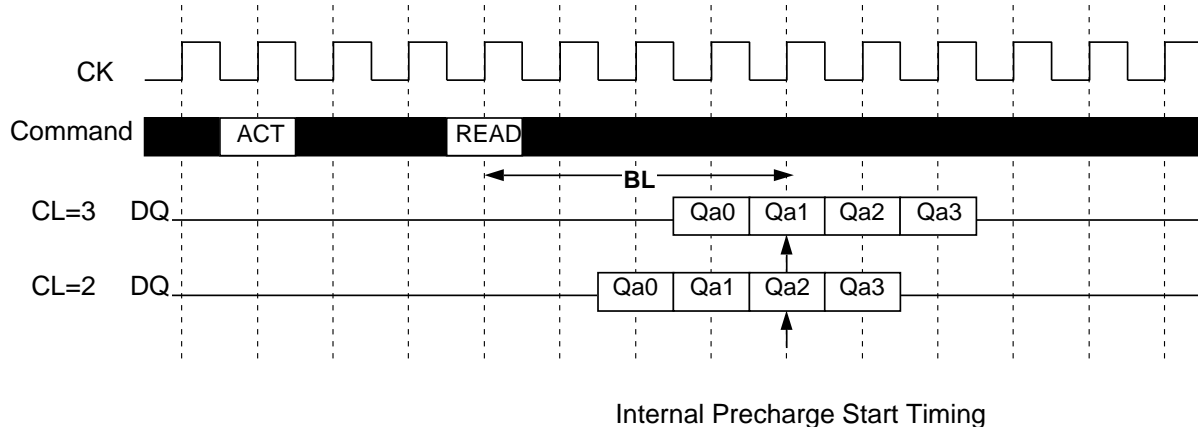 CK
Command ACT READ
BL
CL=3 DQ Qa0 Qa1 Qa2 Qa3
CL=2 DQ Qa0 Qa1 Qa2 Qa3
Internal Precharge Start Timing